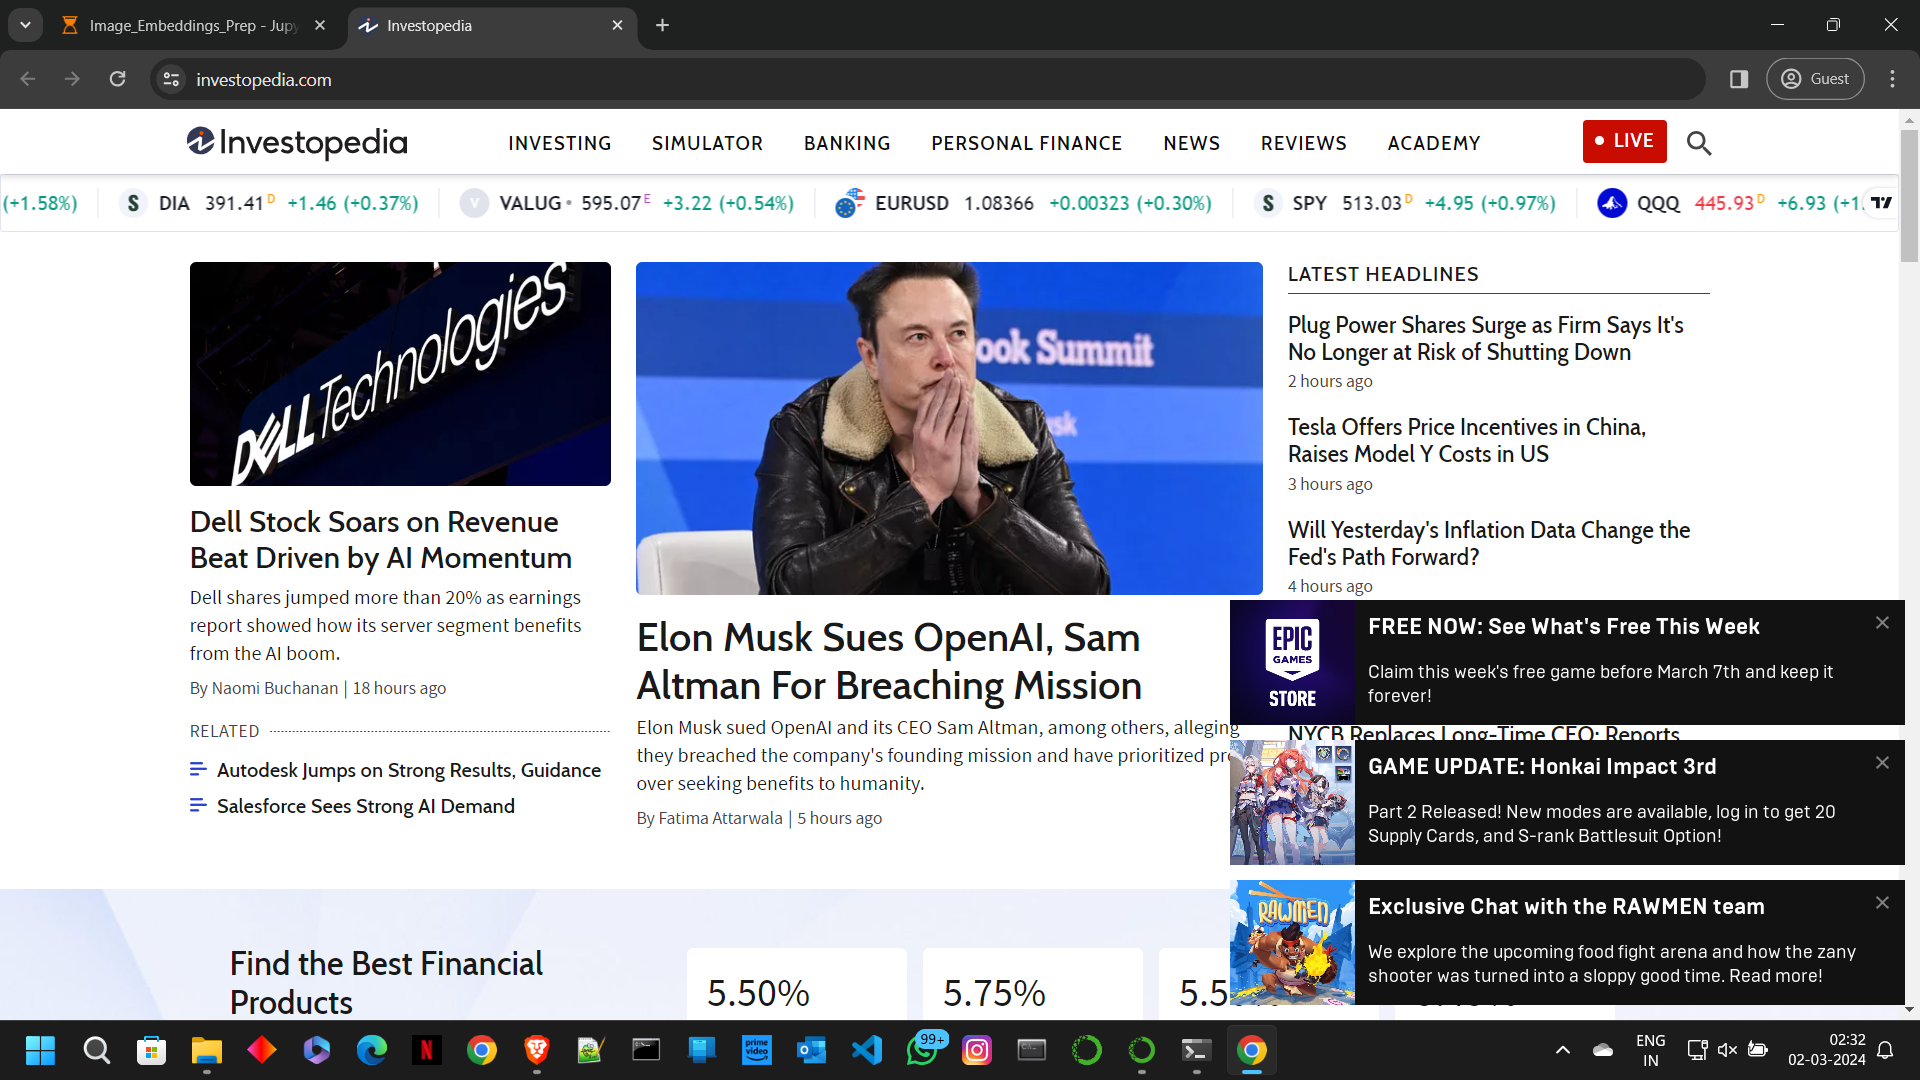 Image_Embeddings_Prep - Jupy
Investopedia
investopedia.com
Guest
Investopedia
INVESTING SIMULATOR BANKING PERSONAL FINANCE NEWS REVIEWS ACADEMY
LIVE
(+1.58%) DIA 391.41 D +1.46 (+0.37%) V VALUG 595.07 E +3.22 (+0.54%) EURUSD 1.08366 +0.00323 (+0.30%) SPY 513.03 D +4.95 (+0.97%) QQQ 445.93 D +6.93 (+1.
DELL Technologies
Dell Stock Soars on Revenue
Beat Driven by AI Momentum
Dell shares jumped more than 20% as earnings
report showed how its server segment benefits
from the AI boom.
By Naomi Buchanan | 18 hours ago
RELATED
Autodesk Jumps on Strong Results, Guidance
Salesforce Sees Strong AI Demand
ook Summit
sk
Elon Musk Sues OpenAI, Sam
Altman For Breaching Mission
Elon Musk sued OpenAI and its CEO Sam Altman, among others, alleging
they breached the company's founding mission and have prioritized pr
over seeking benefits to humanity.
By Fatima Attarwala | 5 hours ago
LATEST HEADLINES
Plug Power Shares Surge as Firm Says It's
No Longer at Risk of Shutting Down
2 hours ago
Tesla Offers Price Incentives in China,
Raises Model Y Costs in US
3 hours ago
Will Yesterday's Inflation Data Change the
Fed's Path Forward?
4 hours ago
EPIC
GAMES
STORE
FREE NOW: See What's Free This Week
Claim this week's free game before March 7th and keep it
forever!
NYCB Replaces Long-Time CEO: Reports
GAME UPDATE: Honkai Impact 3rd
Part 2 Released! New modes are available, log in to get 20
Supply Cards, and S-rank Battlesuit Option!
RAWMEN
Exclusive Chat with the RAWMEN team
We explore the upcoming food fight arena and how the zany
shooter was turned into a sloppy good time. Read more!
Find the Best Financial
Products
5.50% 5.75% 5.5
prime
video
99+
ENG
IN
02:32
02-03-2024